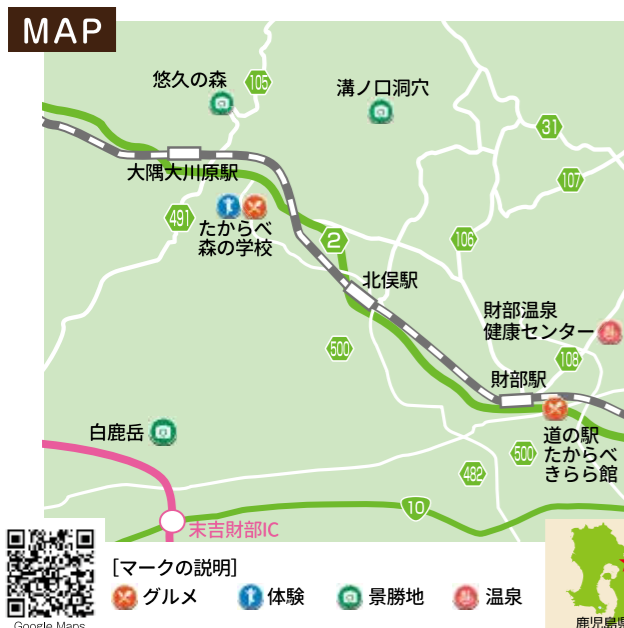 MAP
悠久の森
105
溝ノ口洞穴
31
大隅大川原駅
107
491
たからべ
森の学校
2
106
北俣駅
財部温泉
健康センター
500
108
財部駅
白鹿岳
道の駅
たからべ
きらら館
500
482
10
末吉財部IC
[マークの説明]
グルメ
体験
景勝地
温泉
Google Maps
鹿児島県